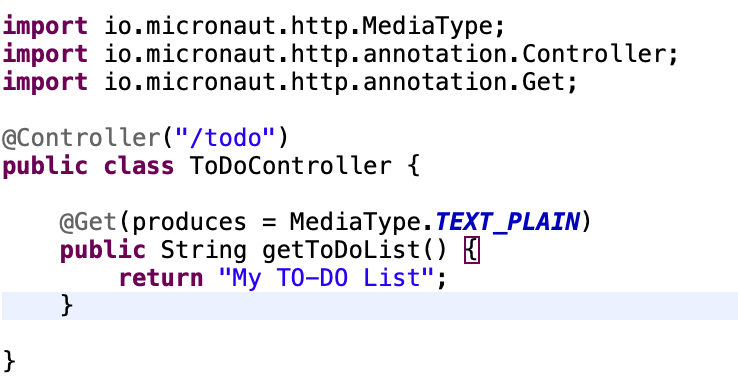 import io.micronaut.http.MediaType;
import io.micronaut.http.annotation.Controller;
import io.micronaut.http.annotation.Get;
@Controller("/todo")
public class ToDoController {
@Get(produces = MediaType.TEXT_PLAIN)
public String getToDoList() {
return "My TO-DO List";
}
}